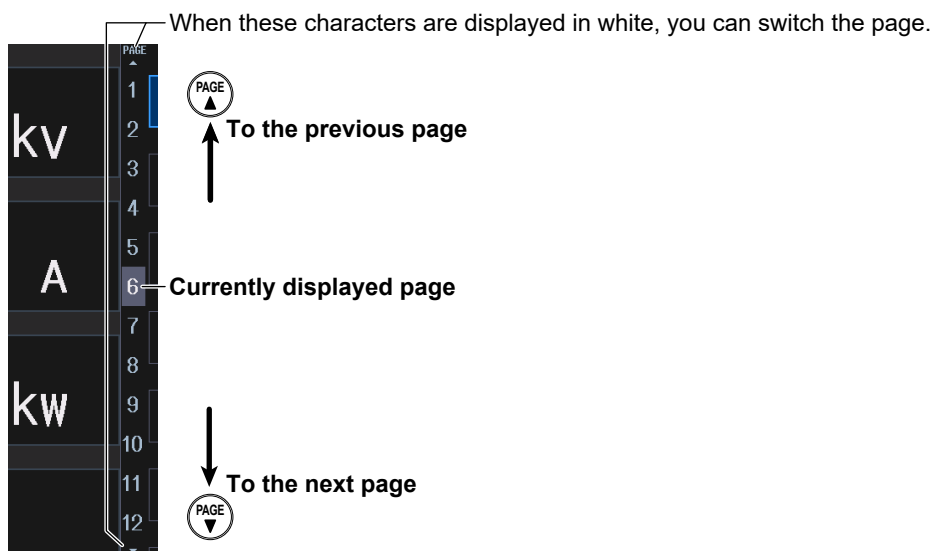 When these characters are displayed in white, you can switch the page.
PAGE
1
2
3
4
5
6
7
8
9
10
11
12
kV
A
kW
PAGE
To the previous page
Currently displayed page
To the next page
PAGE